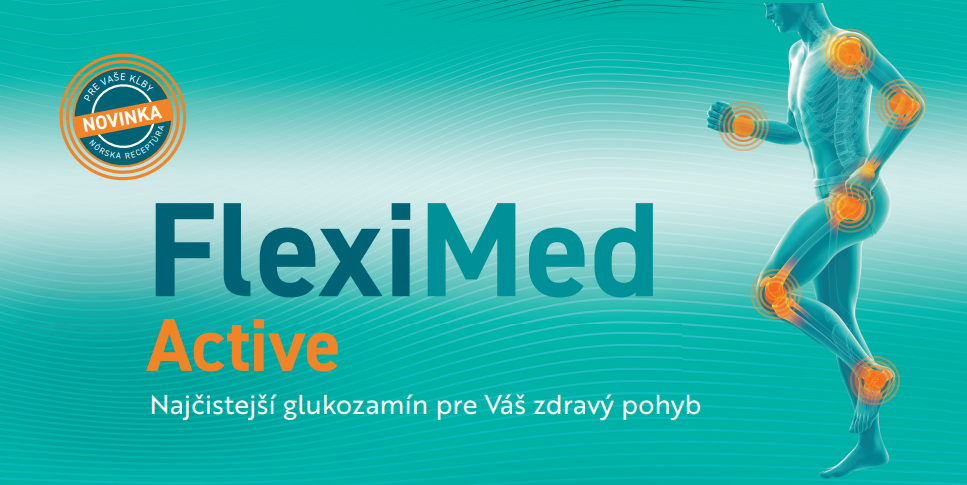 PRE VAŠE KĹBY
NOVINKA
NÓRSKA RECEPTÚRA
FlexiMed
Active
Najčistejší glukozamín pre Váš zdravý pohyb